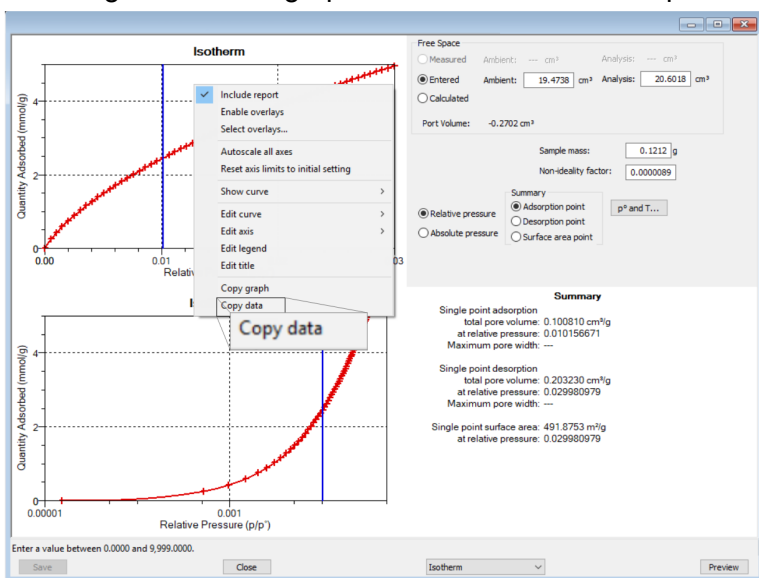 Isotherm
Quantity Adsorbed (mmol/g)
4
2
0
0.00
0.01
03
Relativ
Include report
Enable overlays
Select overlays...
Autoscale all axes
Reset axis limits to initial setting
Show curve
Edit curve
Edit axis
Edit legend
Edit title
Copy graph
Copy data
Copy data
Quantity Adsorbed (mmol/g)
4
2
0
0.00001
0.001
Relative Pressure (p/p°)
Free Space
Measured Ambient: --- cm³ Analysis: --- cm³
Entered Ambient: 19.4738 cm³ Analysis: 20.6018 cm³
Calculated
Port Volume: -0.2702 cm³
Sample mass: 0.1212 g
Non-ideality factor: 0.0000089
Relative pressure
Absolute pressure
Summary
Adsorption point
Desorption point
Surface area point
p° and T...
Summary
Single point adsorption
total pore volume: 0.100810 cm³/g
at relative pressure: 0.010156671
Maximum pore width: ---
Single point desorption
total pore volume: 0.203230 cm³/g
at relative pressure: 0.029980979
Maximum pore width: ---
Single point surface area: 491.8753 m²/g
at relative pressure: 0.029980979
Enter a value between 0.0000 and 9,999.0000.
Save Close Isotherm Preview